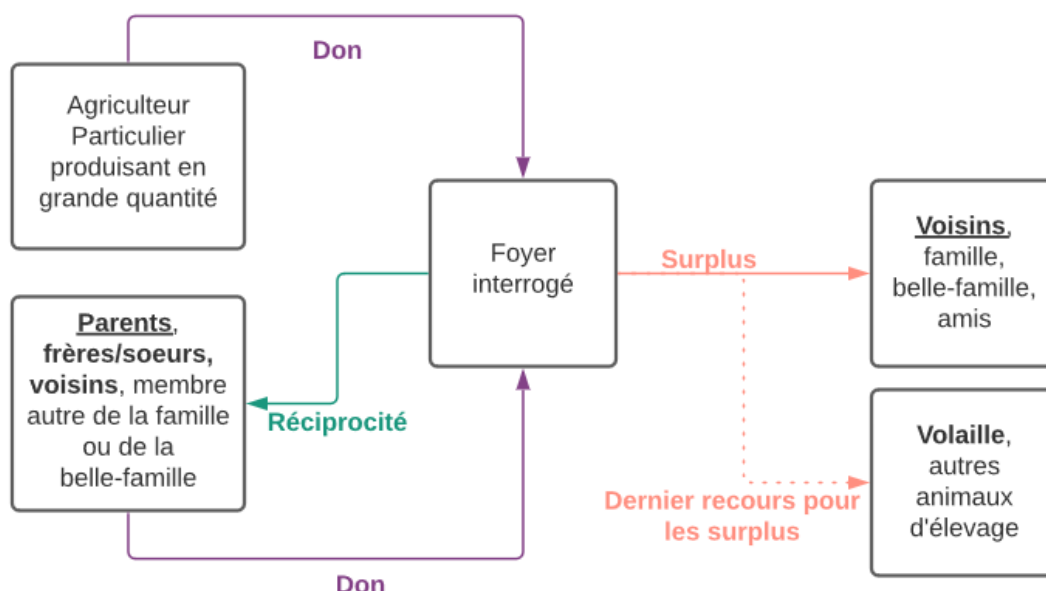 Don
Agriculteur
Particulier
produisant en
grande quantité
Foyer
interrogé
Surplus
Voisins,
famille,
belle-famille,
amis
Parents,
frères/soeurs,
voisins, membre
autre de la famille
ou de la
belle-famille
Réciprocité
Volaille,
autres
animaux
d'élevage
Dernier recours pour
les surplus
Don